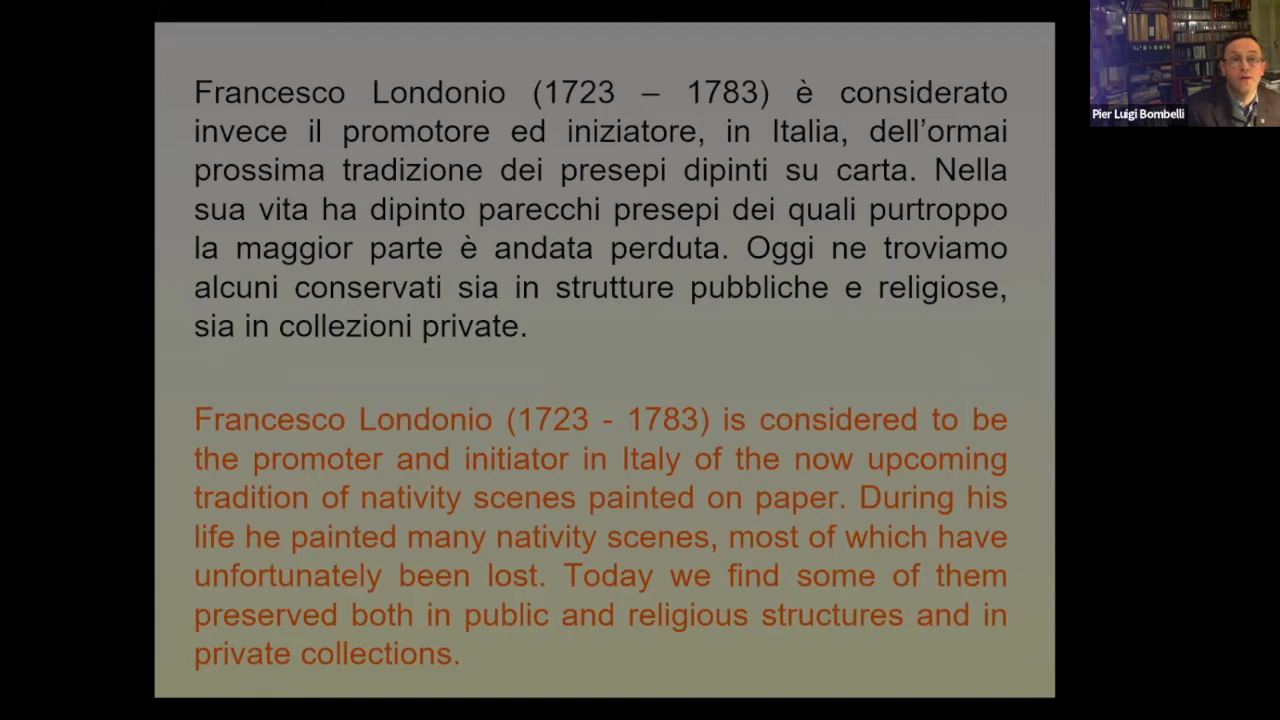 Francesco Londonio (1723 – 1783) è considerato
invece il promotore ed iniziatore, in Italia, dell’ormai
prossima tradizione dei presepi dipinti su carta. Nella
sua vita ha dipinto parecchi presepi dei quali purtroppo
la maggior parte è andata perduta. Oggi ne troviamo
alcuni conservati sia in strutture pubbliche e religiose,
sia in collezioni private.
Francesco Londonio (1723 - 1783) is considered to be
the promoter and initiator in Italy of the now upcoming
tradition of nativity scenes painted on paper. During his
life he painted many nativity scenes, most of which have
unfortunately been lost. Today we find some of them
preserved both in public and religious structures and in
private collections.
Pier Luigi Bombelli